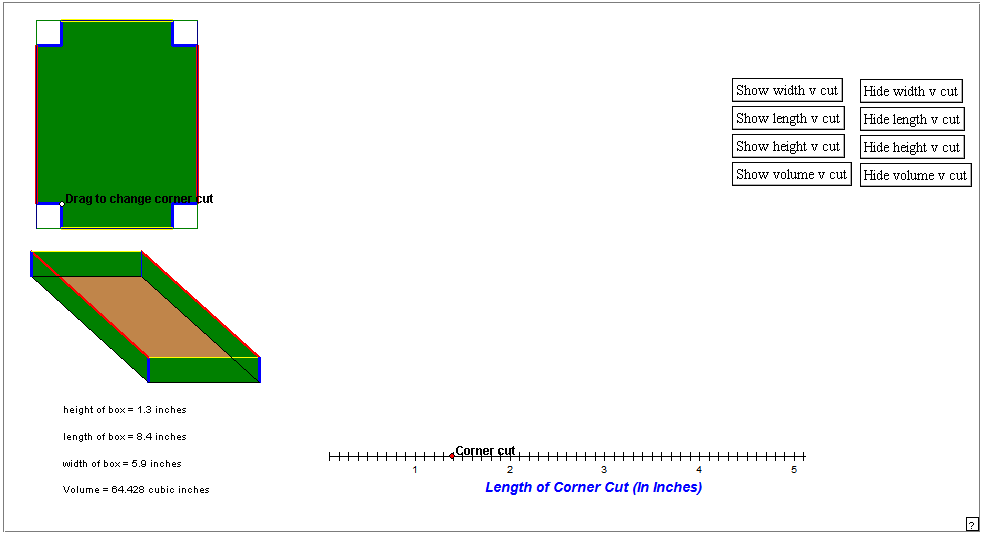 Show width v cut
Hide width v cut
Show length v cut
Hide length v cut
Show height v cut
Hide height v cut
Show volume v cut
Hide volume v cut
Drag to change corner cut
height of box = 1.3 inches
length of box = 8.4 inches
width of box = 5.9 inches
Volume = 64.428 cubic inches
Corner cut
1 2 3 4 5
Length of Corner Cut (In Inches)
?